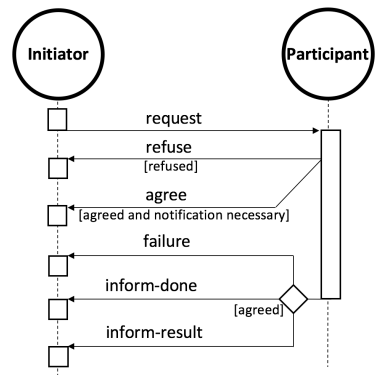 Initiator
Participant
request
refuse
[refused]
agree
[agreed and notification necessary]
failure
inform-done
[agreed]
inform-result